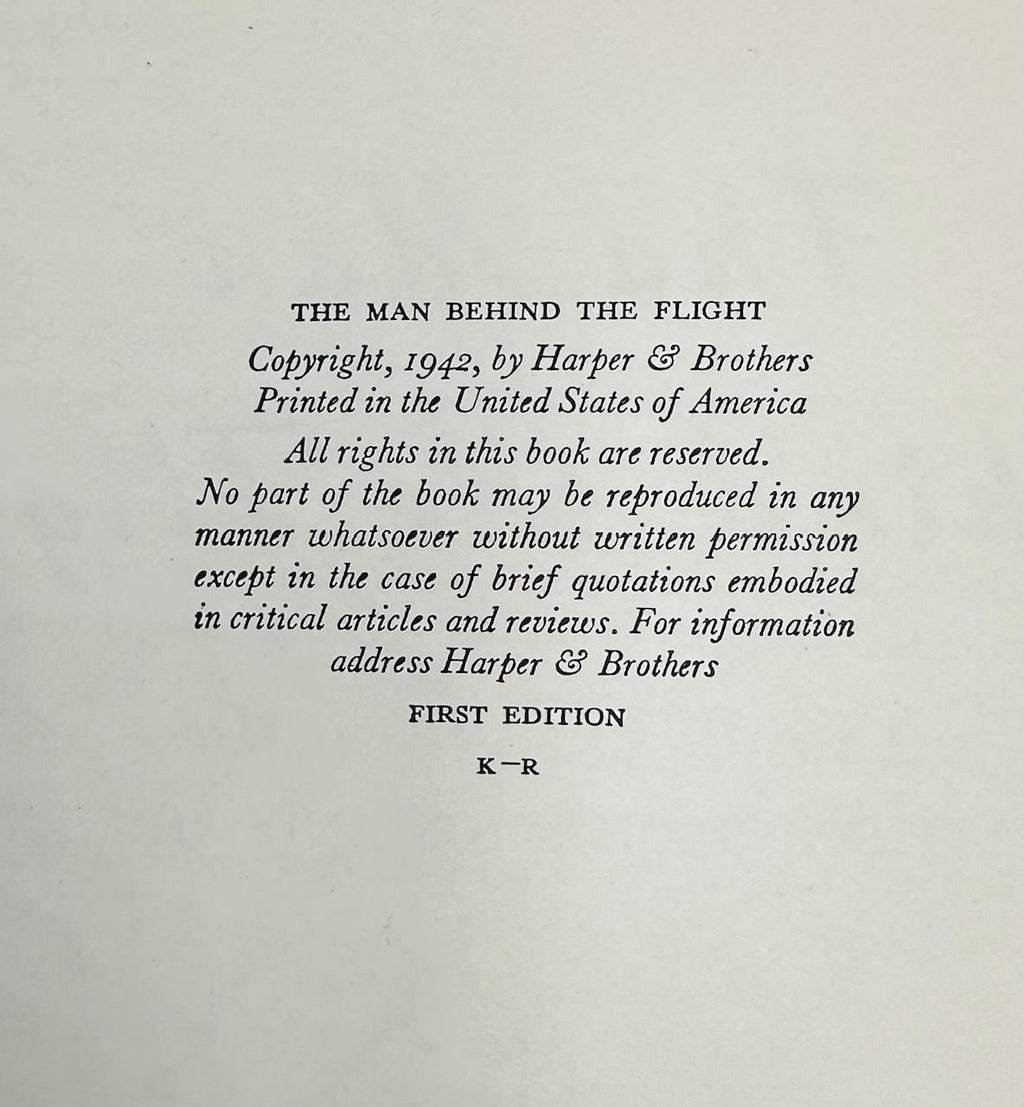 THE MAN BEHIND THE FLIGHT
Copyright, 1942, by Harper & Brothers
Printed in the United States of America
All rights in this book are reserved.
No part of the book may be reproduced in any
manner whatsoever without written permission
except in the case of brief quotations embodied
in critical articles and reviews. For information
address Harper & Brothers
FIRST EDITION
K—R